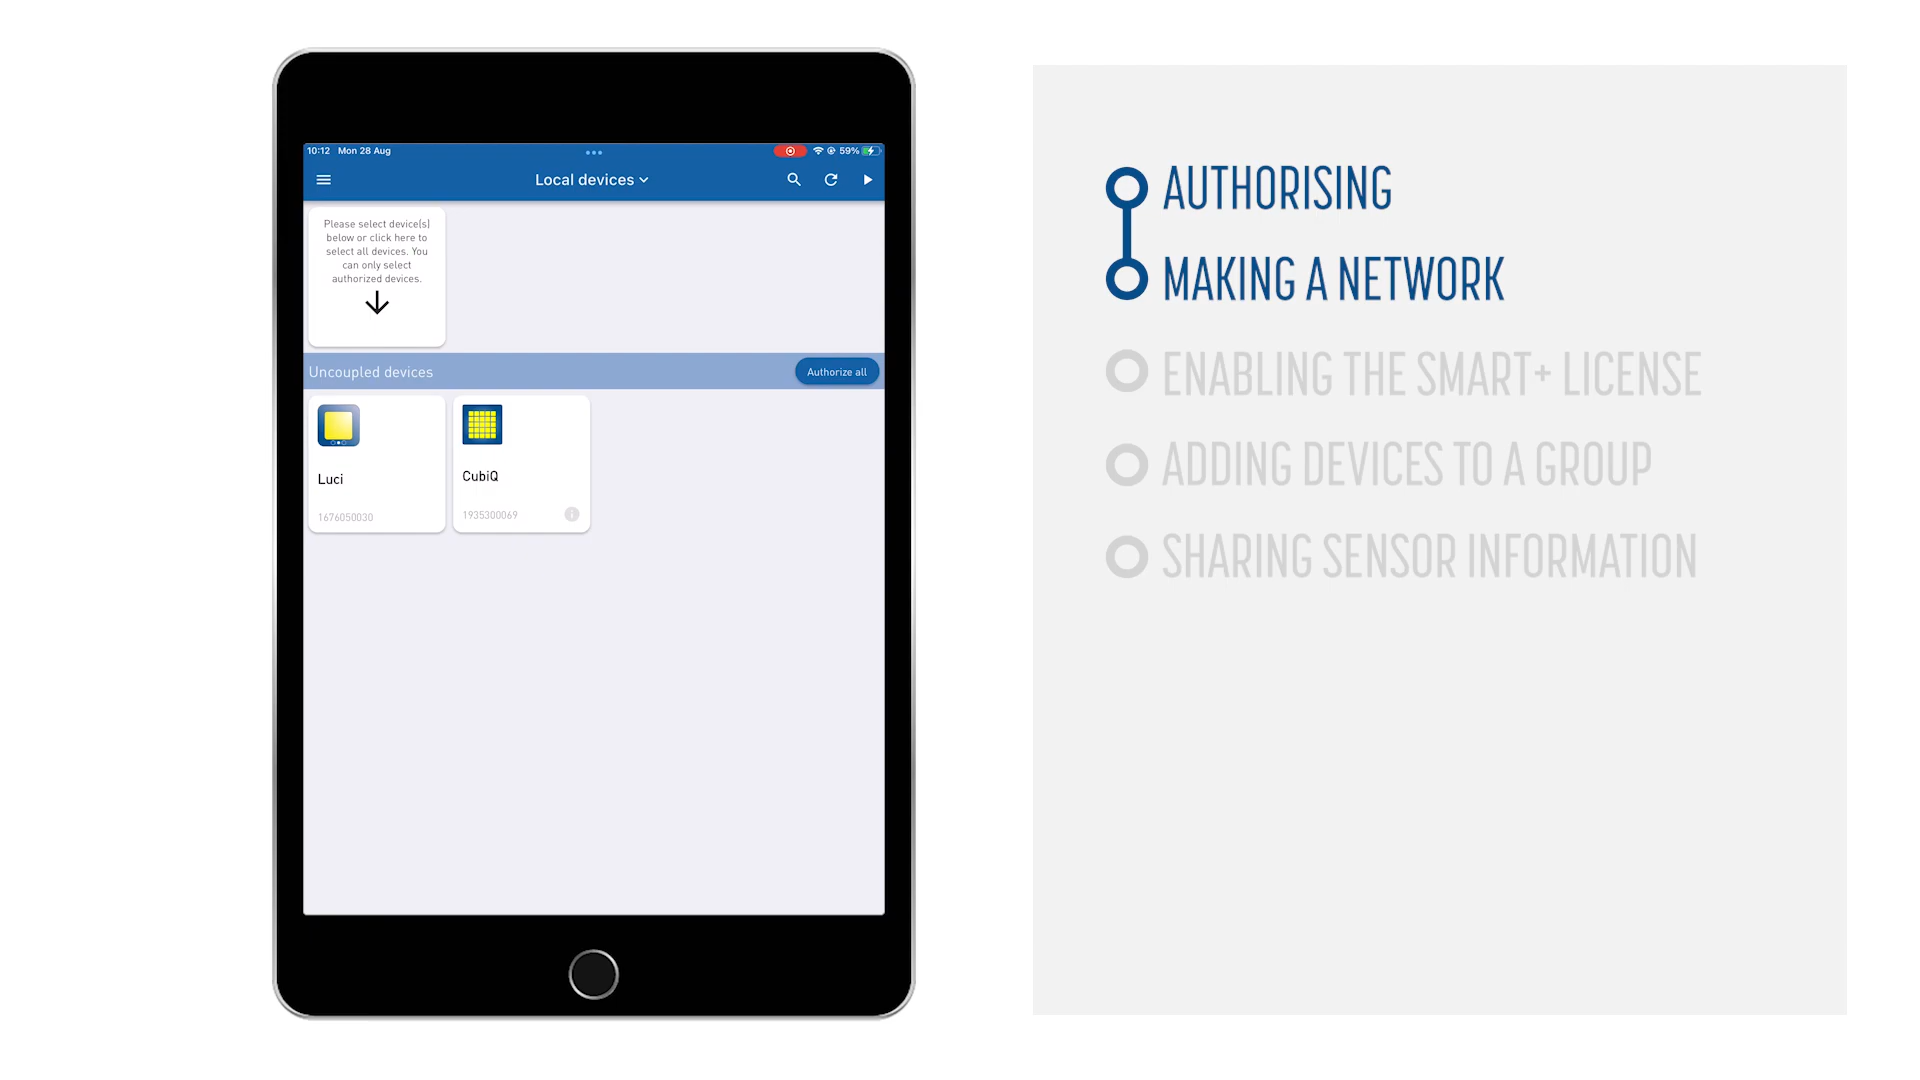 10:12 Mon 28 Aug
59%
Local devices
Please select device(s)
below or click here to
select all devices. You
can only select
authorized devices.
Uncoupled devices
Authorize all
Luci
1676050030
CubiQ
1935300069
AUTHORISING
MAKING A NETWORK
ENABLING THE SMART+ LICENSE
ADDING DEVICES TO A GROUP
SHARING SENSOR INFORMATION